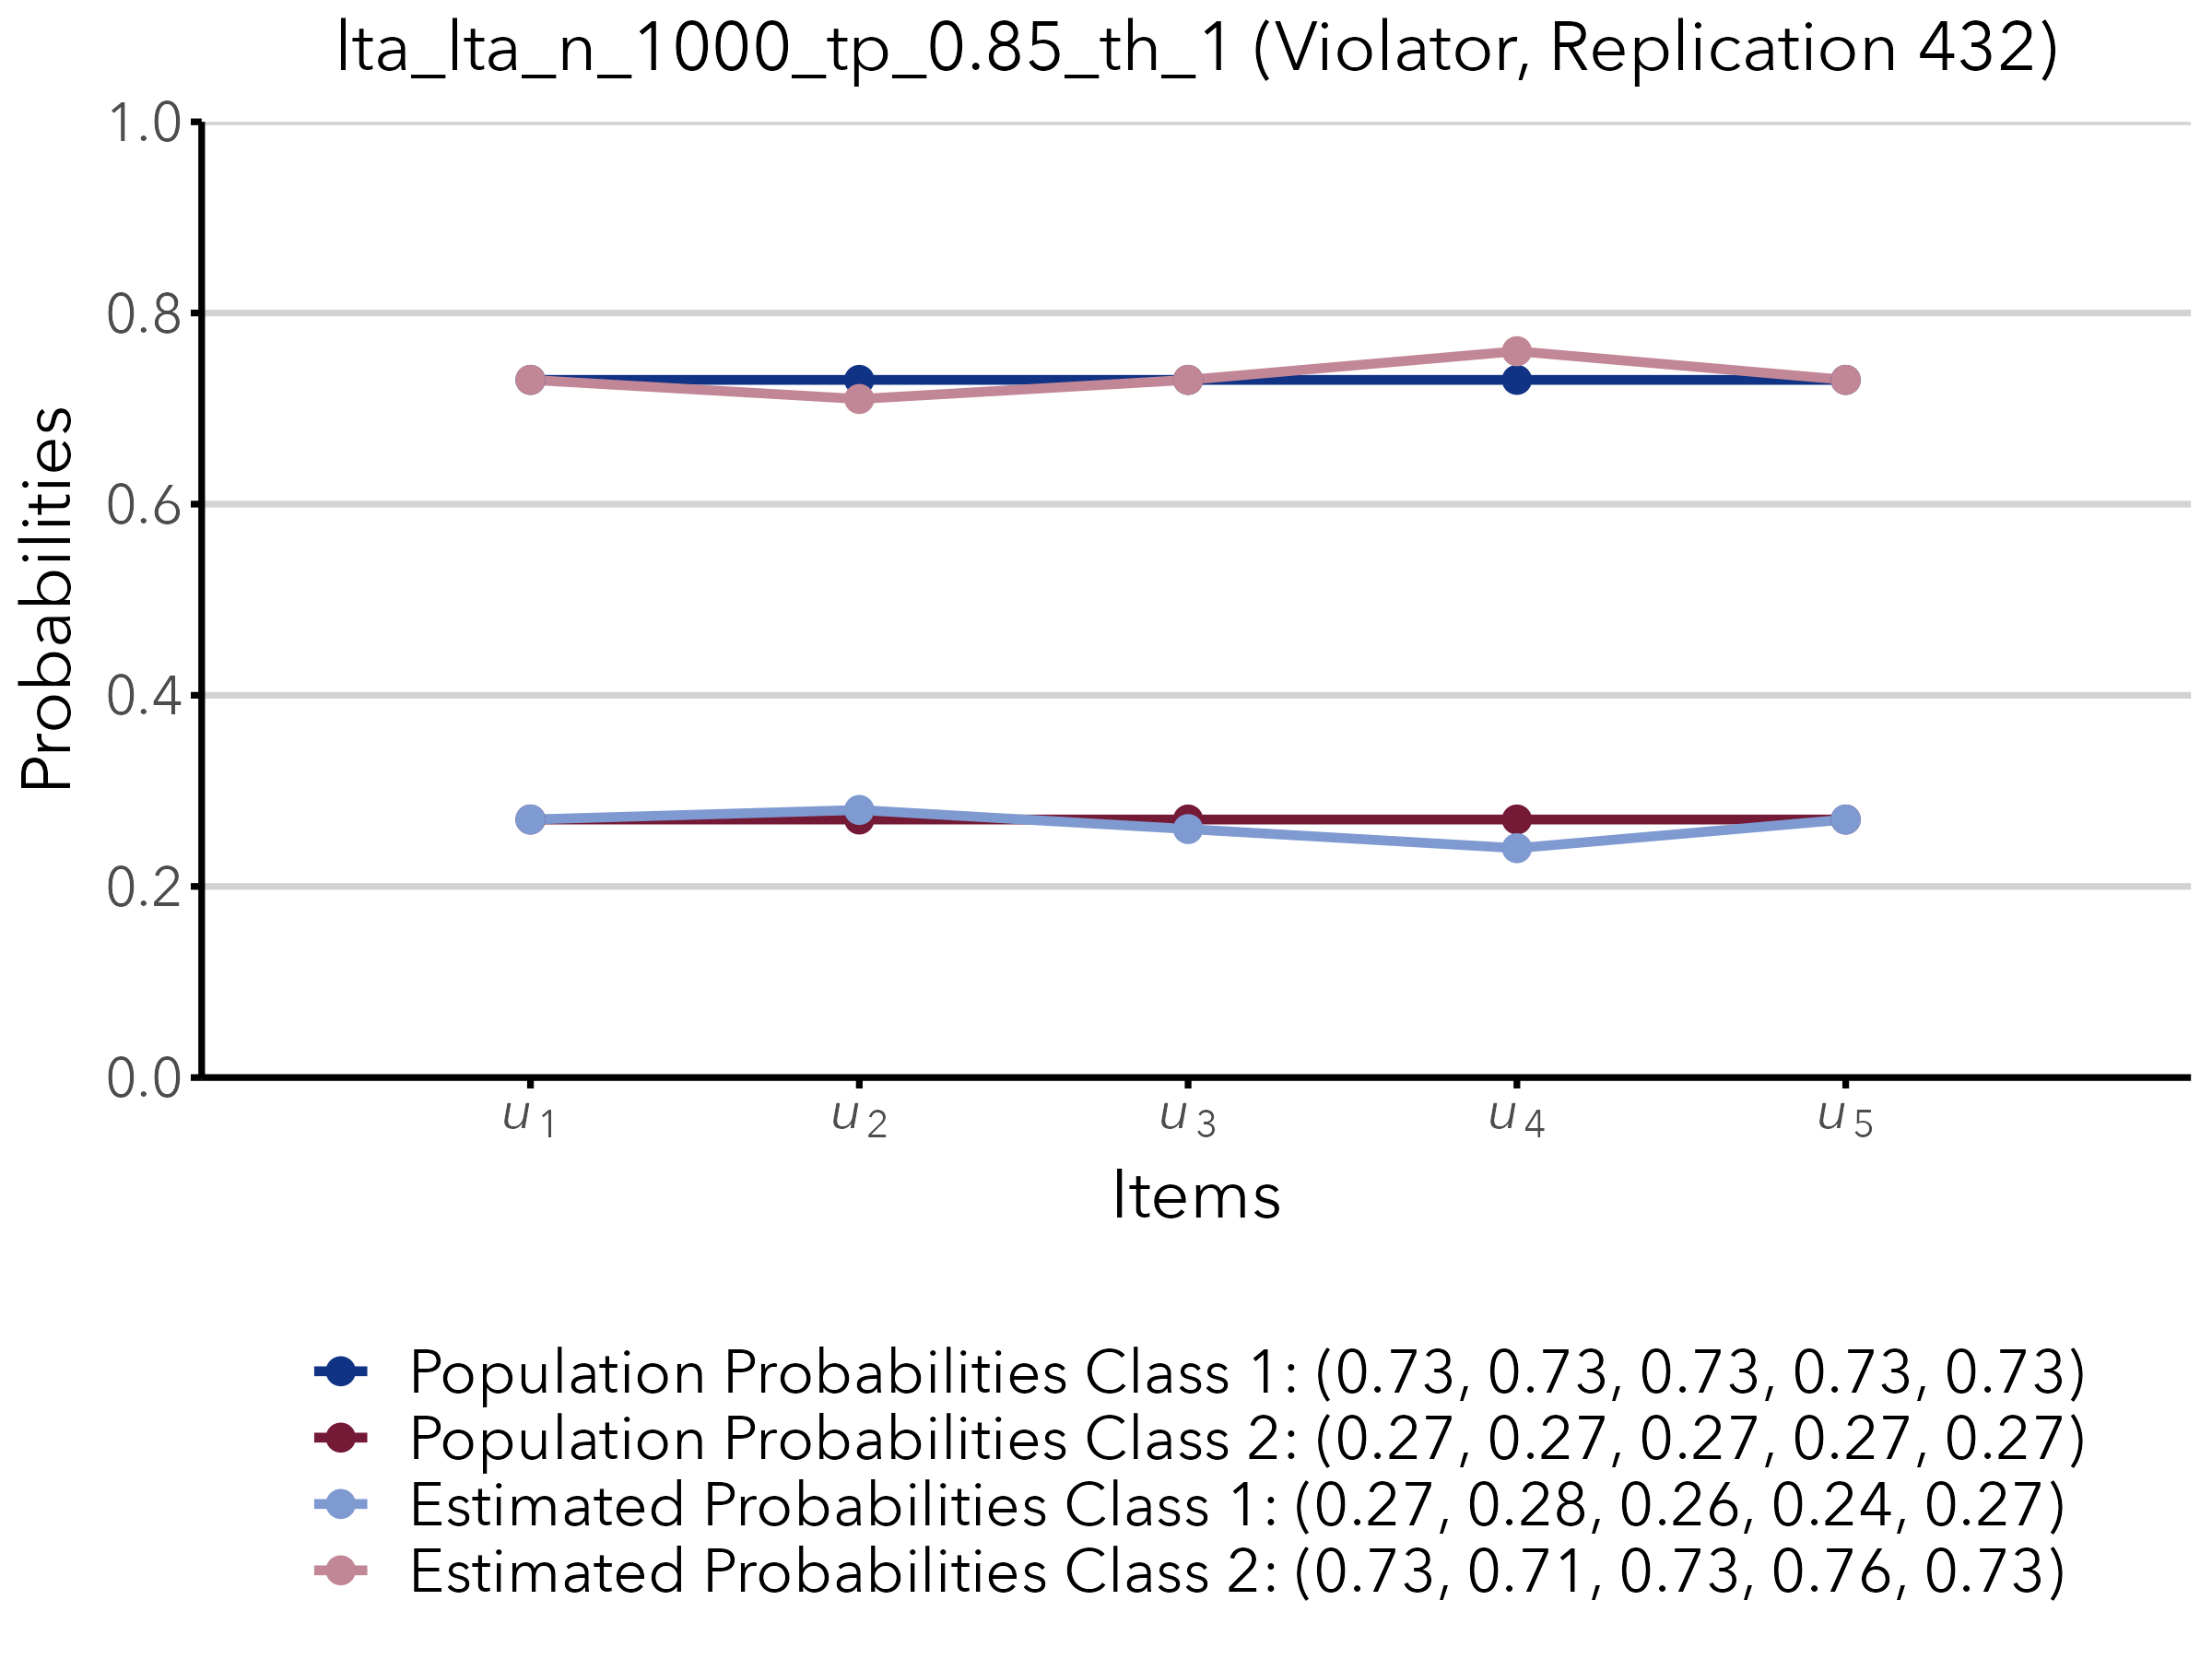 lta_lta_n_1000_tp_0.85_th_1 (Violator, Replication 432)
1.0
0.8
0.6
0.4
0.2
0.0
Probabilities
u1 u2 u3 u4 u5
Items
Population Probabilities Class 1: (0.73, 0.73, 0.73, 0.73, 0.73)
Population Probabilities Class 2: (0.27, 0.27, 0.27, 0.27, 0.27)
Estimated Probabilities Class 1: (0.27, 0.28, 0.26, 0.24, 0.27)
Estimated Probabilities Class 2: (0.73, 0.71, 0.73, 0.76, 0.73)